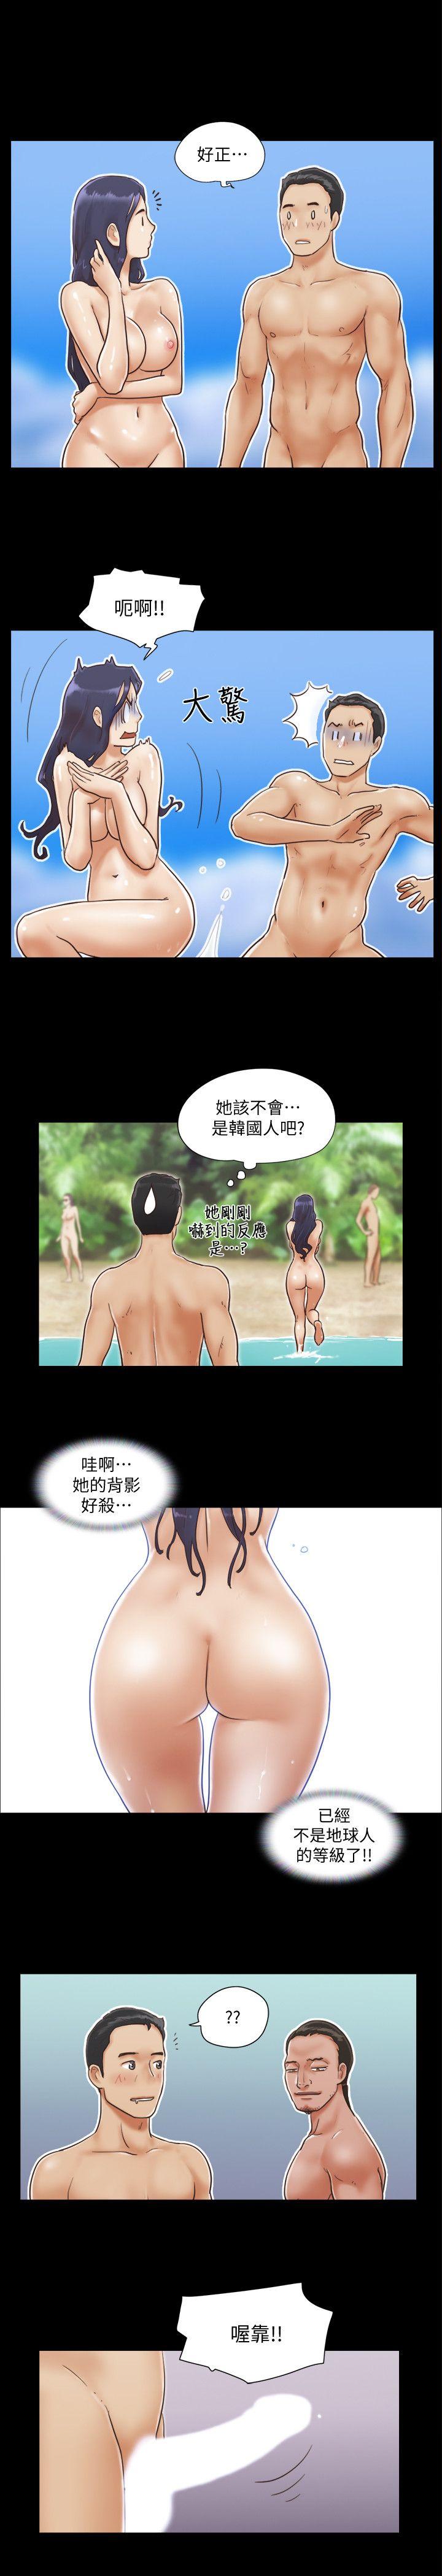 好正⋯
呃啊!!
大驚
她該不會⋯
是韓國人吧?
她剛剛
嚇到的反應
是⋯?
哇啊⋯
她的背影
好殺⋯
已經
不是地球人
的等級了!!
??
喔靠!!